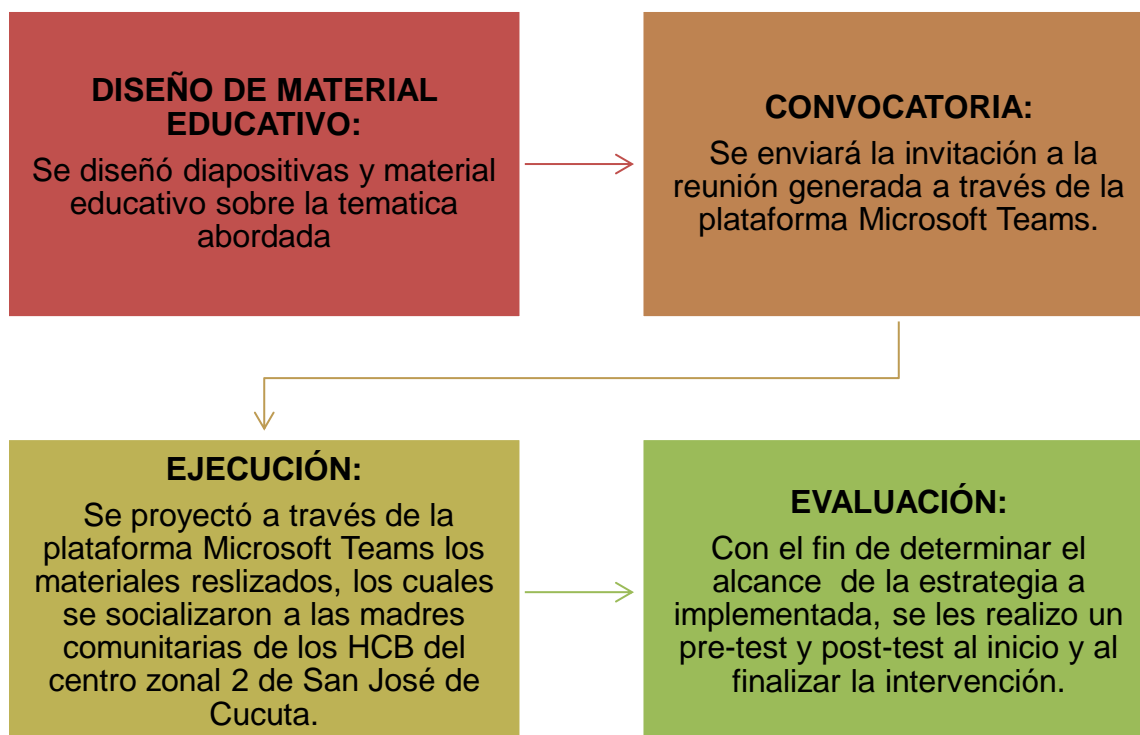 DISEÑO DE MATERIAL
EDUCATIVO:
Se diseñó diapositivas y material
educativo sobre la tematica
abordada
CONVOCATORIA:
Se enviará la invitación a la
reunión generada a través de la
plataforma Microsoft Teams.
EJECUCIÓN:
Se proyectó a través de la
plataforma Microsoft Teams los
materiales reslizados, los cuales
se socializaron a las madres
comunitarias de los HCB del
centro zonal 2 de San José de
Cucuta.
EVALUACIÓN:
Con el fin de determinar el
alcance  de la estrategia a
implementada, se les realizo un
pre-test y post-test al inicio y al
finalizar la intervención.